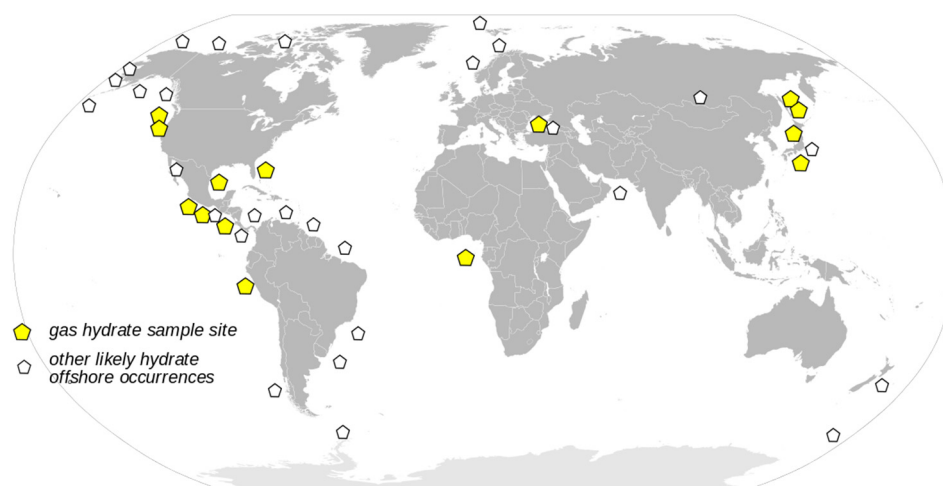 gas hydrate sample site
other likely hydrate
offshore occurrences